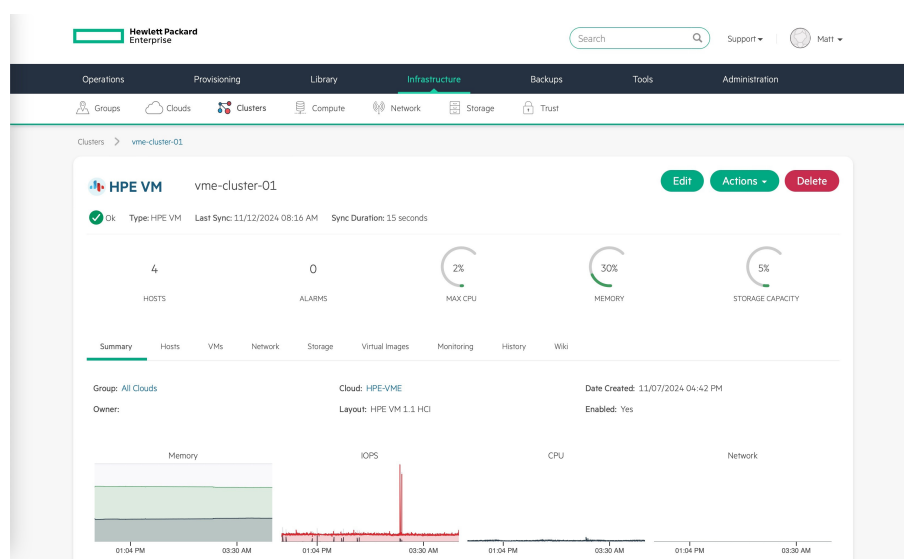 Hewlett Packard
Enterprise
Search
Support
Matt
Operations Provisioning Library Infrastructure Backups Tools Administration
Groups Clouds Clusters Compute Network Storage Trust
Clusters > vme-cluster-01
HPE VM vme-cluster-01
Edit Actions Delete
Ok Type: HPE VM Last Sync: 11/12/2024 08:16 AM Sync Duration: 15 seconds
4 0 2% 30% 5%
HOSTS ALARMS MAX CPU MEMORY STORAGE CAPACITY
Summary Hosts VMs Network Storage Virtual Images Monitoring History Wiki
Group: All Clouds Cloud: HPE-VME Date Created: 11/07/2024 04:42 PM
Owner: Layout: HPE VM 1.1 HCI Enabled: Yes
Memory IOPS CPU Network
01:04 PM 03:30 AM 01:04 PM 03:30 AM 01:04 PM 03:30 AM 01:04 PM 03:30 AM